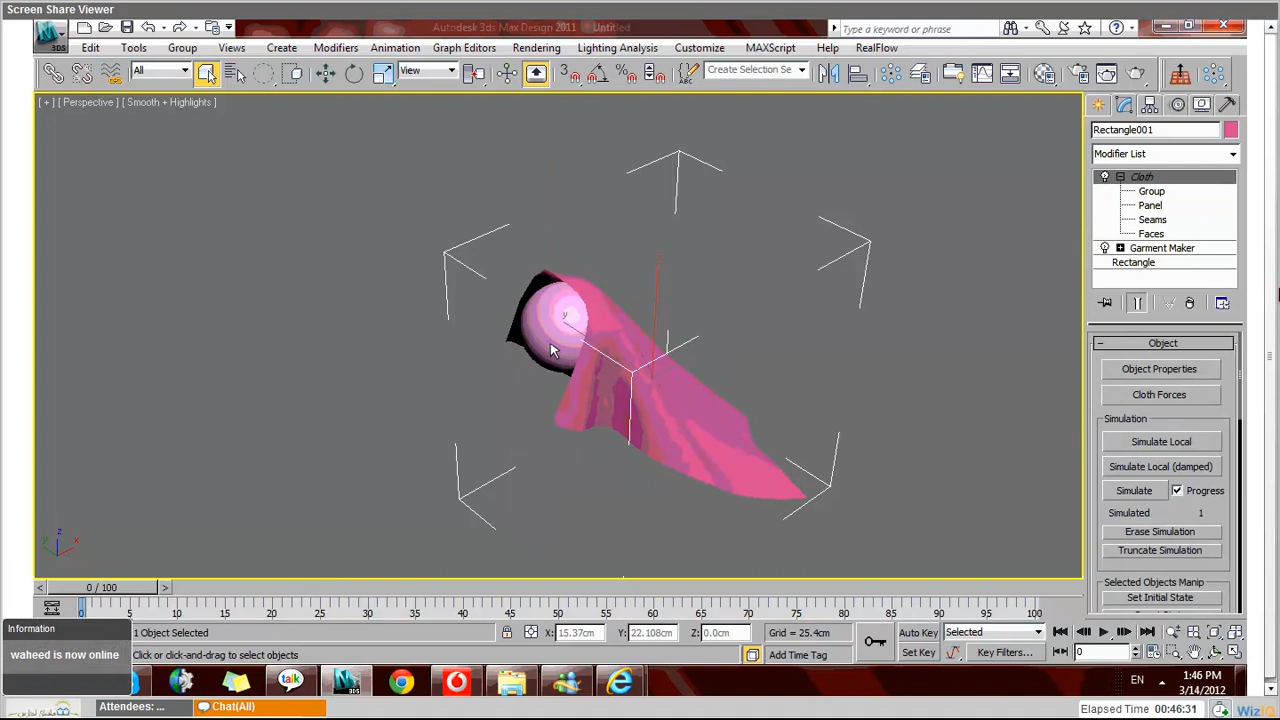 Screen Share Viewer
Autodesk 3ds Max Design 2011 Untitled
Type a keyword or phrase
3DS
Edit Tools Group Views Create Modifiers Animation Graph Editors Rendering Lighting Analysis Customize MAXScript Help RealFlow
All View Create Selection Se
[ + ] [ Perspective ] [ Smooth + Highlights ]
Rectangle001
Modifier List
Cloth
Group
Panel
Seams
Faces
Garment Maker
Rectangle
Object
Object Properties
Cloth Forces
Simulation
Simulate Local
Simulate Local (damped)
Simulate Progress
Simulated 1
Erase Simulation
Truncate Simulation
Selected Objects Manip
Set Initial State
y
z
y x
< 0 / 100 >
0 5 10 15 20 25 30 35 40 45 50 55 60 65 70 75 80 85 90 95 100
Information
waheed is now online
1 Object Selected X: 15.37cm Y: 22.108cm Z: 0.0cm Grid = 25.4cm Auto Key Selected
Click or click-and-drag to select objects Add Time Tag Set Key Key Filters... 0
talk
3DS
EN 1:46 PM
3/14/2012
Attendees: ... Chat(All) Elapsed Time 00:46:31 WizIQ